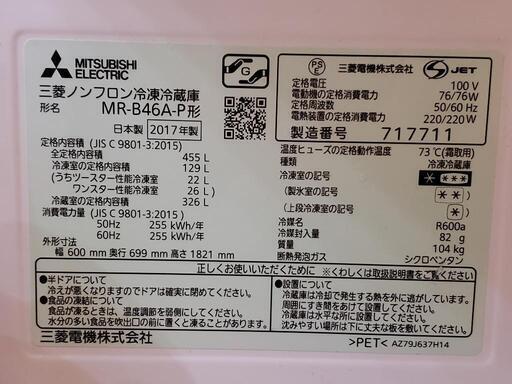 MITSUBISHI
ELECTRIC
G
三菱ノンフロン冷凍冷蔵庫
形名 MR-B46A-P形
日本製 2017年製
定格内容積 (JIS C 9801-3:2015)
全定格内容積 455 L
冷凍室の定格内容積 129 L
(うちツースター性能冷凍室 22 L
ワンスター性能冷凍室 26 L)
冷蔵室の定格内容積 326 L
消費電力量 (JIS C 9801-3:2015)
50Hz 255 kWh/年
60Hz 255 kWh/年
外形寸法
幅 600 mm 奥行 699 mm 高さ 1821 mm
PSE 三菱電機株式会社 JET
定格電圧 100 V
電動機の定格消費電力 76/76W
定格周波数 50/60 Hz
電熱装置の定格消費電力 220/220 W
製造番号 717711
温度ヒューズの定格動作温度 73℃(霜取用)
種類 冷凍冷蔵庫
冷凍室の記号 ****
(製氷室の記号 **)
(上段冷凍室の記号 *)
冷媒名 R600a
冷媒封入量 82 g
質量 104 kg
断熱発泡ガス シクロペンタン
正しくお使いいただくために ※くわしくは取扱説明書をご覧ください
●半ドアについて
冷えが悪くなりますのでドアは確実に閉めてください
●食品の凍結について
食品が凍るときは、温度調節を弱側にしてください
水分の多い食品を吹出口の前に置くと凍ることがあります
●設置について
冷蔵庫は冷却で発生する熱を外に逃がしています
周囲にすき間をあけて設置してください
冷蔵庫は水平な所に設置してください
沈みやすい場所は下に丈夫な板を敷いてください
三菱電機株式会社
>PET< AZ79J637H14